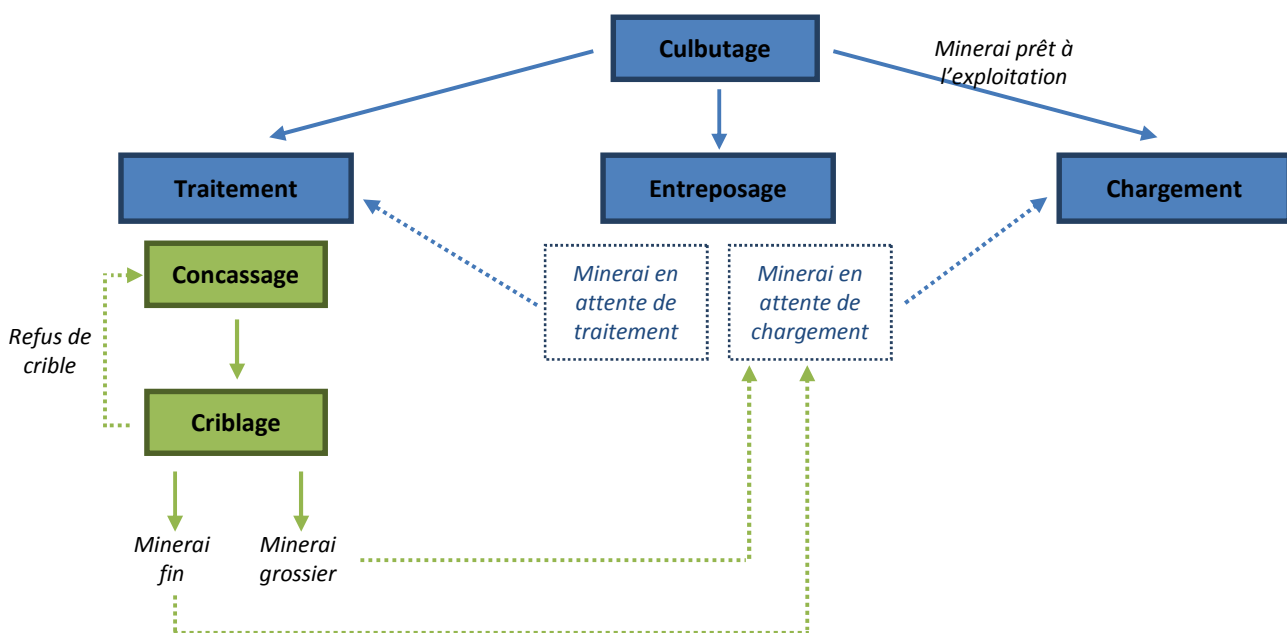 Culbutage
Minerai prêt à
l’exploitation
Traitement
Entreposage
Chargement
Concassage
Minerai en
attente de
traitement
Minerai en
attente de
chargement
Refus de
crible
Criblage
Minerai
fin
Minerai
grossier